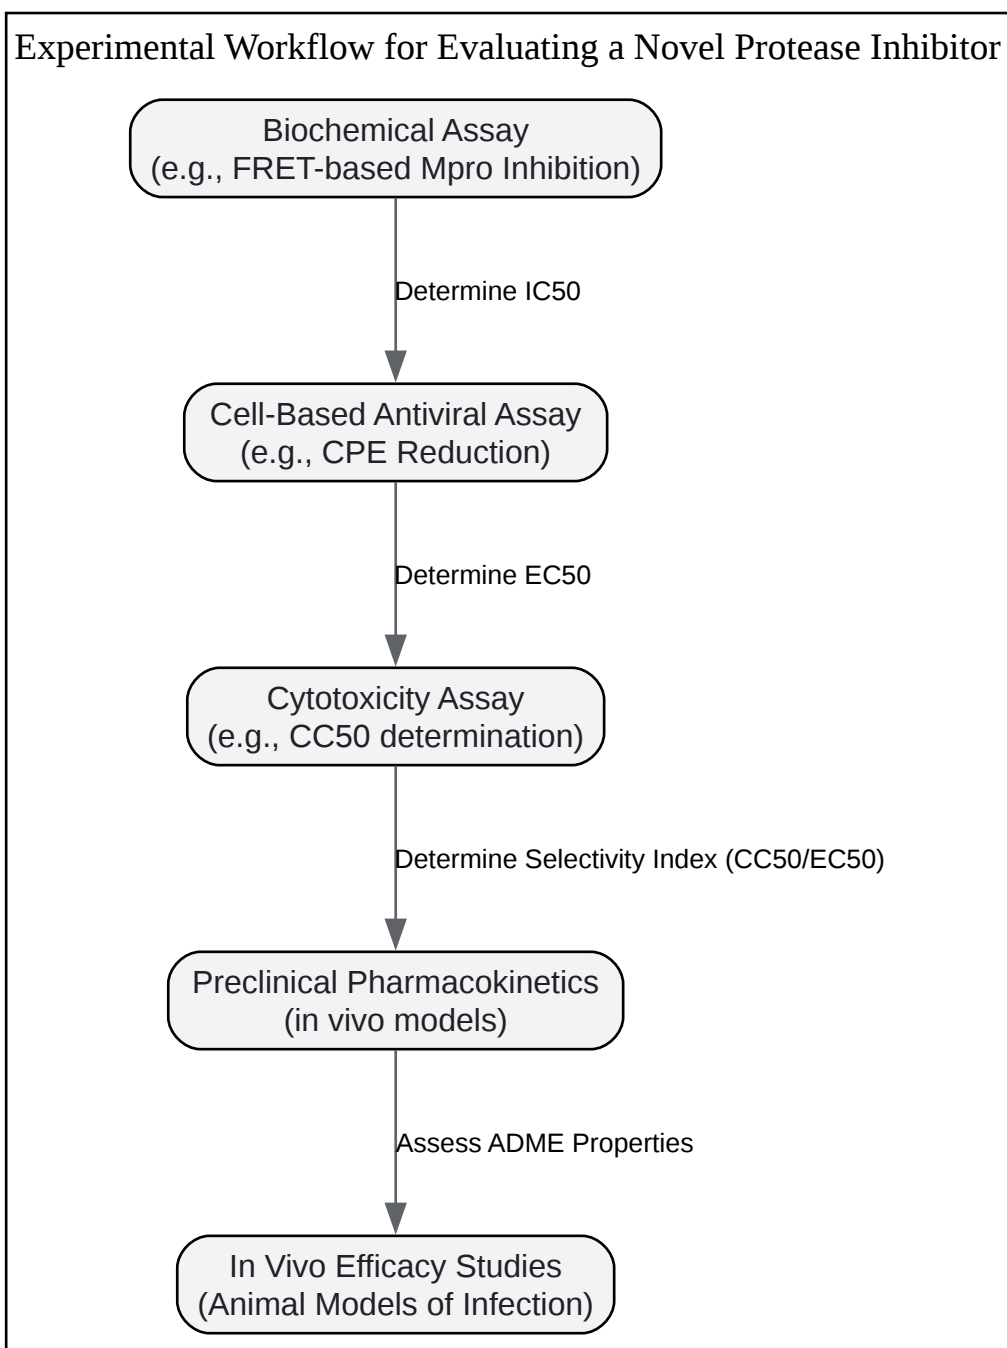 Experimental Workflow for Evaluating a Novel Protease Inhibitor
Biochemical Assay
(e.g., FRET-based Mpro Inhibition)
Determine IC50
Cell-Based Antiviral Assay
(e.g., CPE Reduction)
Determine EC50
Cytotoxicity Assay
(e.g., CC50 determination)
Determine Selectivity Index (CC50/EC50)
Preclinical Pharmacokinetics
(in vivo models)
Assess ADME Properties
In Vivo Efficacy Studies
(Animal Models of Infection)